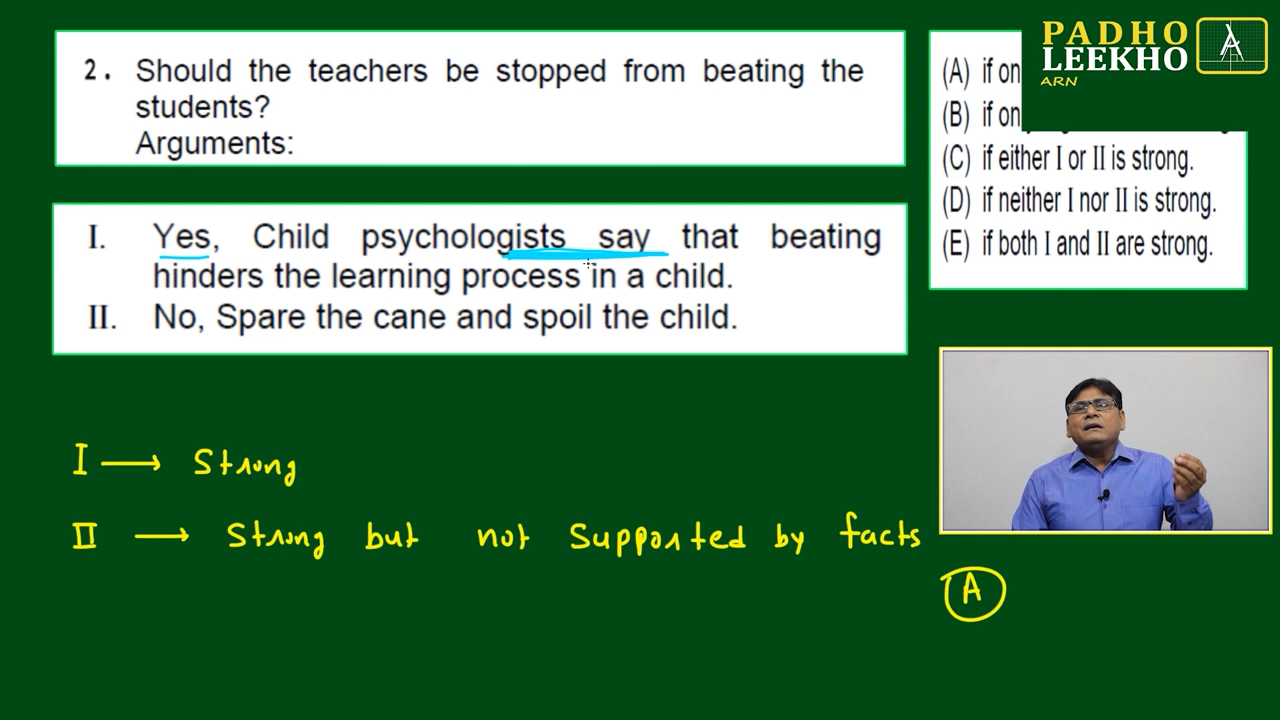 PADHO
LEEKHO
ARN
2. Should the teachers be stopped from beating the
students?
Arguments:
(A) if on
(B) if on
(C) if either I or II is strong.
(D) if neither I nor II is strong.
(E) if both I and II are strong.
I. Yes, Child psychologists say that beating
hinders the learning process in a child.
II. No, Spare the cane and spoil the child.
I → Strong
II → Strong but not supported by facts
A